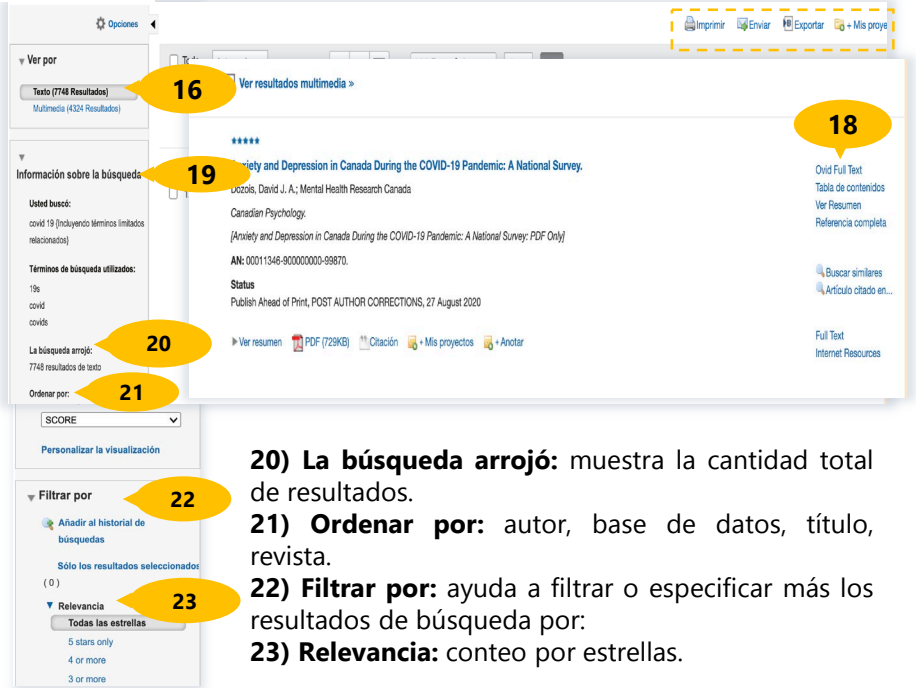 Opciones
Imprimir Enviar Exportar + Mis proye
Ver por
Texto (7748 Resultados)
Multimedia (4324 Resultados)
16
Ver resultados multimedia »
18
*****
Anxiety and Depression in Canada During the COVID-19 Pandemic: A National Survey.
Dozois, David J. A.; Mental Health Research Canada
Canadian Psychology.
[Anxiety and Depression in Canada During the COVID-19 Pandemic: A National Survey: PDF Only]
AN: 00011346-900000000-99870.
Status
Publish Ahead of Print, POST AUTHOR CORRECTIONS, 27 August 2020
Ver resumen PDF (729KB) Citación + Mis proyectos + Anotar
Ovid Full Text
Tabla de contenidos
Ver Resumen
Referencia completa
Buscar similares
Artículo citado en...
Full Text
Internet Resources
Información sobre la búsqueda
19
Usted buscó:
covid 19 {Incluyendo términos limitados
relacionados}
Términos de búsqueda utilizados:
19s
covid
covids
La búsqueda arrojó:
20
7748 resultados de texto
Ordenar por:
21
SCORE
Personalizar la visualización
Filtrar por
22
Añadir al historial de
búsquedas
Sólo los resultados seleccionados
( 0 )
Relevancia
23
Todas las estrellas
5 stars only
4 or more
3 or more
20) La búsqueda arrojó: muestra la cantidad total
de resultados.
21) Ordenar por: autor, base de datos, título,
revista.
22) Filtrar por: ayuda a filtrar o especificar más los
resultados de búsqueda por:
23) Relevancia: conteo por estrellas.